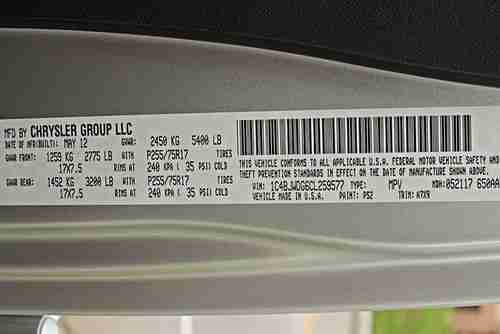 MFD BY CHRYSLER GROUP LLC
DATE OF MFR(BUILT): MAY 12 GVWR: 2450 KG 5400 LB
GAWR FRONT: 1259 KG 2775 LB WITH P255/75R17 TIRES
17X7.5 RIMS AT 240 KPA ( 35 PSI) COLD
GAWR REAR: 1452 KG 3200 LB WITH P255/75R17 TIRES
17X7.5 RIMS AT 240 KPA ( 35 PSI) COLD
THIS VEHICLE CONFORMS TO ALL APPLICABLE U.S.A. FEDERAL MOTOR VEHICLE SAFETY AND
THEFT PREVENTION STANDARDS IN EFFECT ON THE DATE OF MANUFACTURE SHOWN ABOVE.
VIN: 1C4BJWDG6CL259577 TYPE: MPV MDH: 052117 650AA
VEHICLE MADE IN U.S.A. PAINT: PS2 TRIM: A7X9